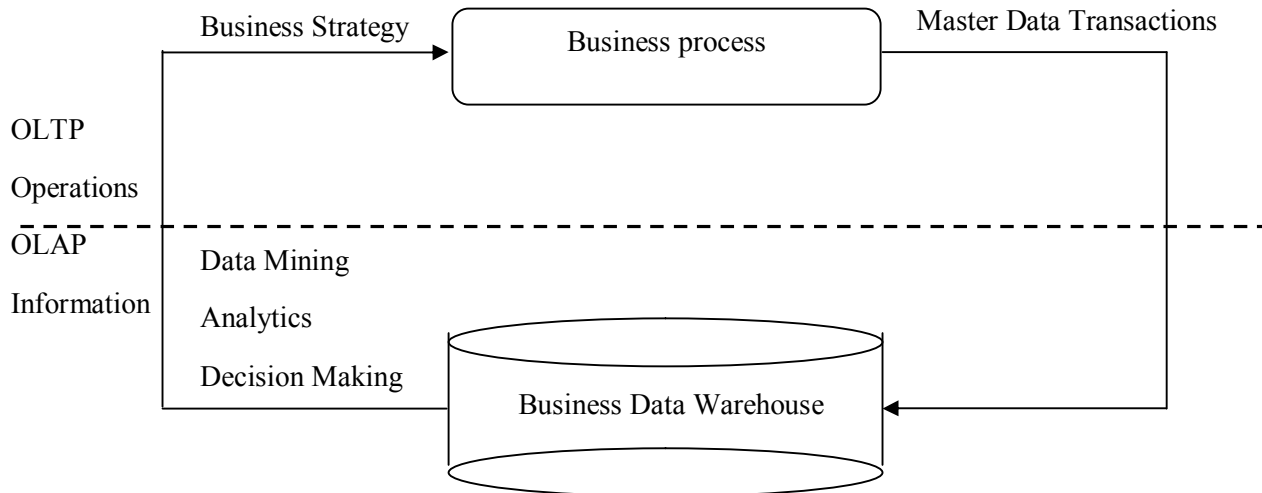 Business Strategy
Business process
Master Data Transactions
OLTP
Operations
OLAP
Information
Data Mining
Analytics
Decision Making
Business Data Warehouse